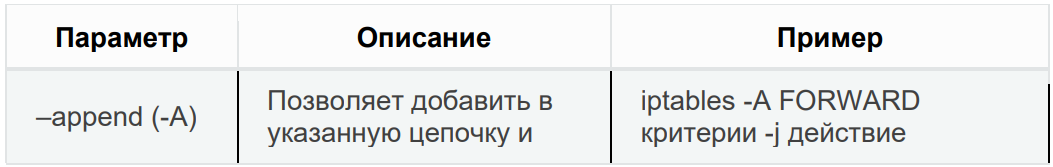 Параметр Описание Пример
–append (-A) Позволяет добавить в iptables -A FORWARD
указанную цепочку и критерии -j действие